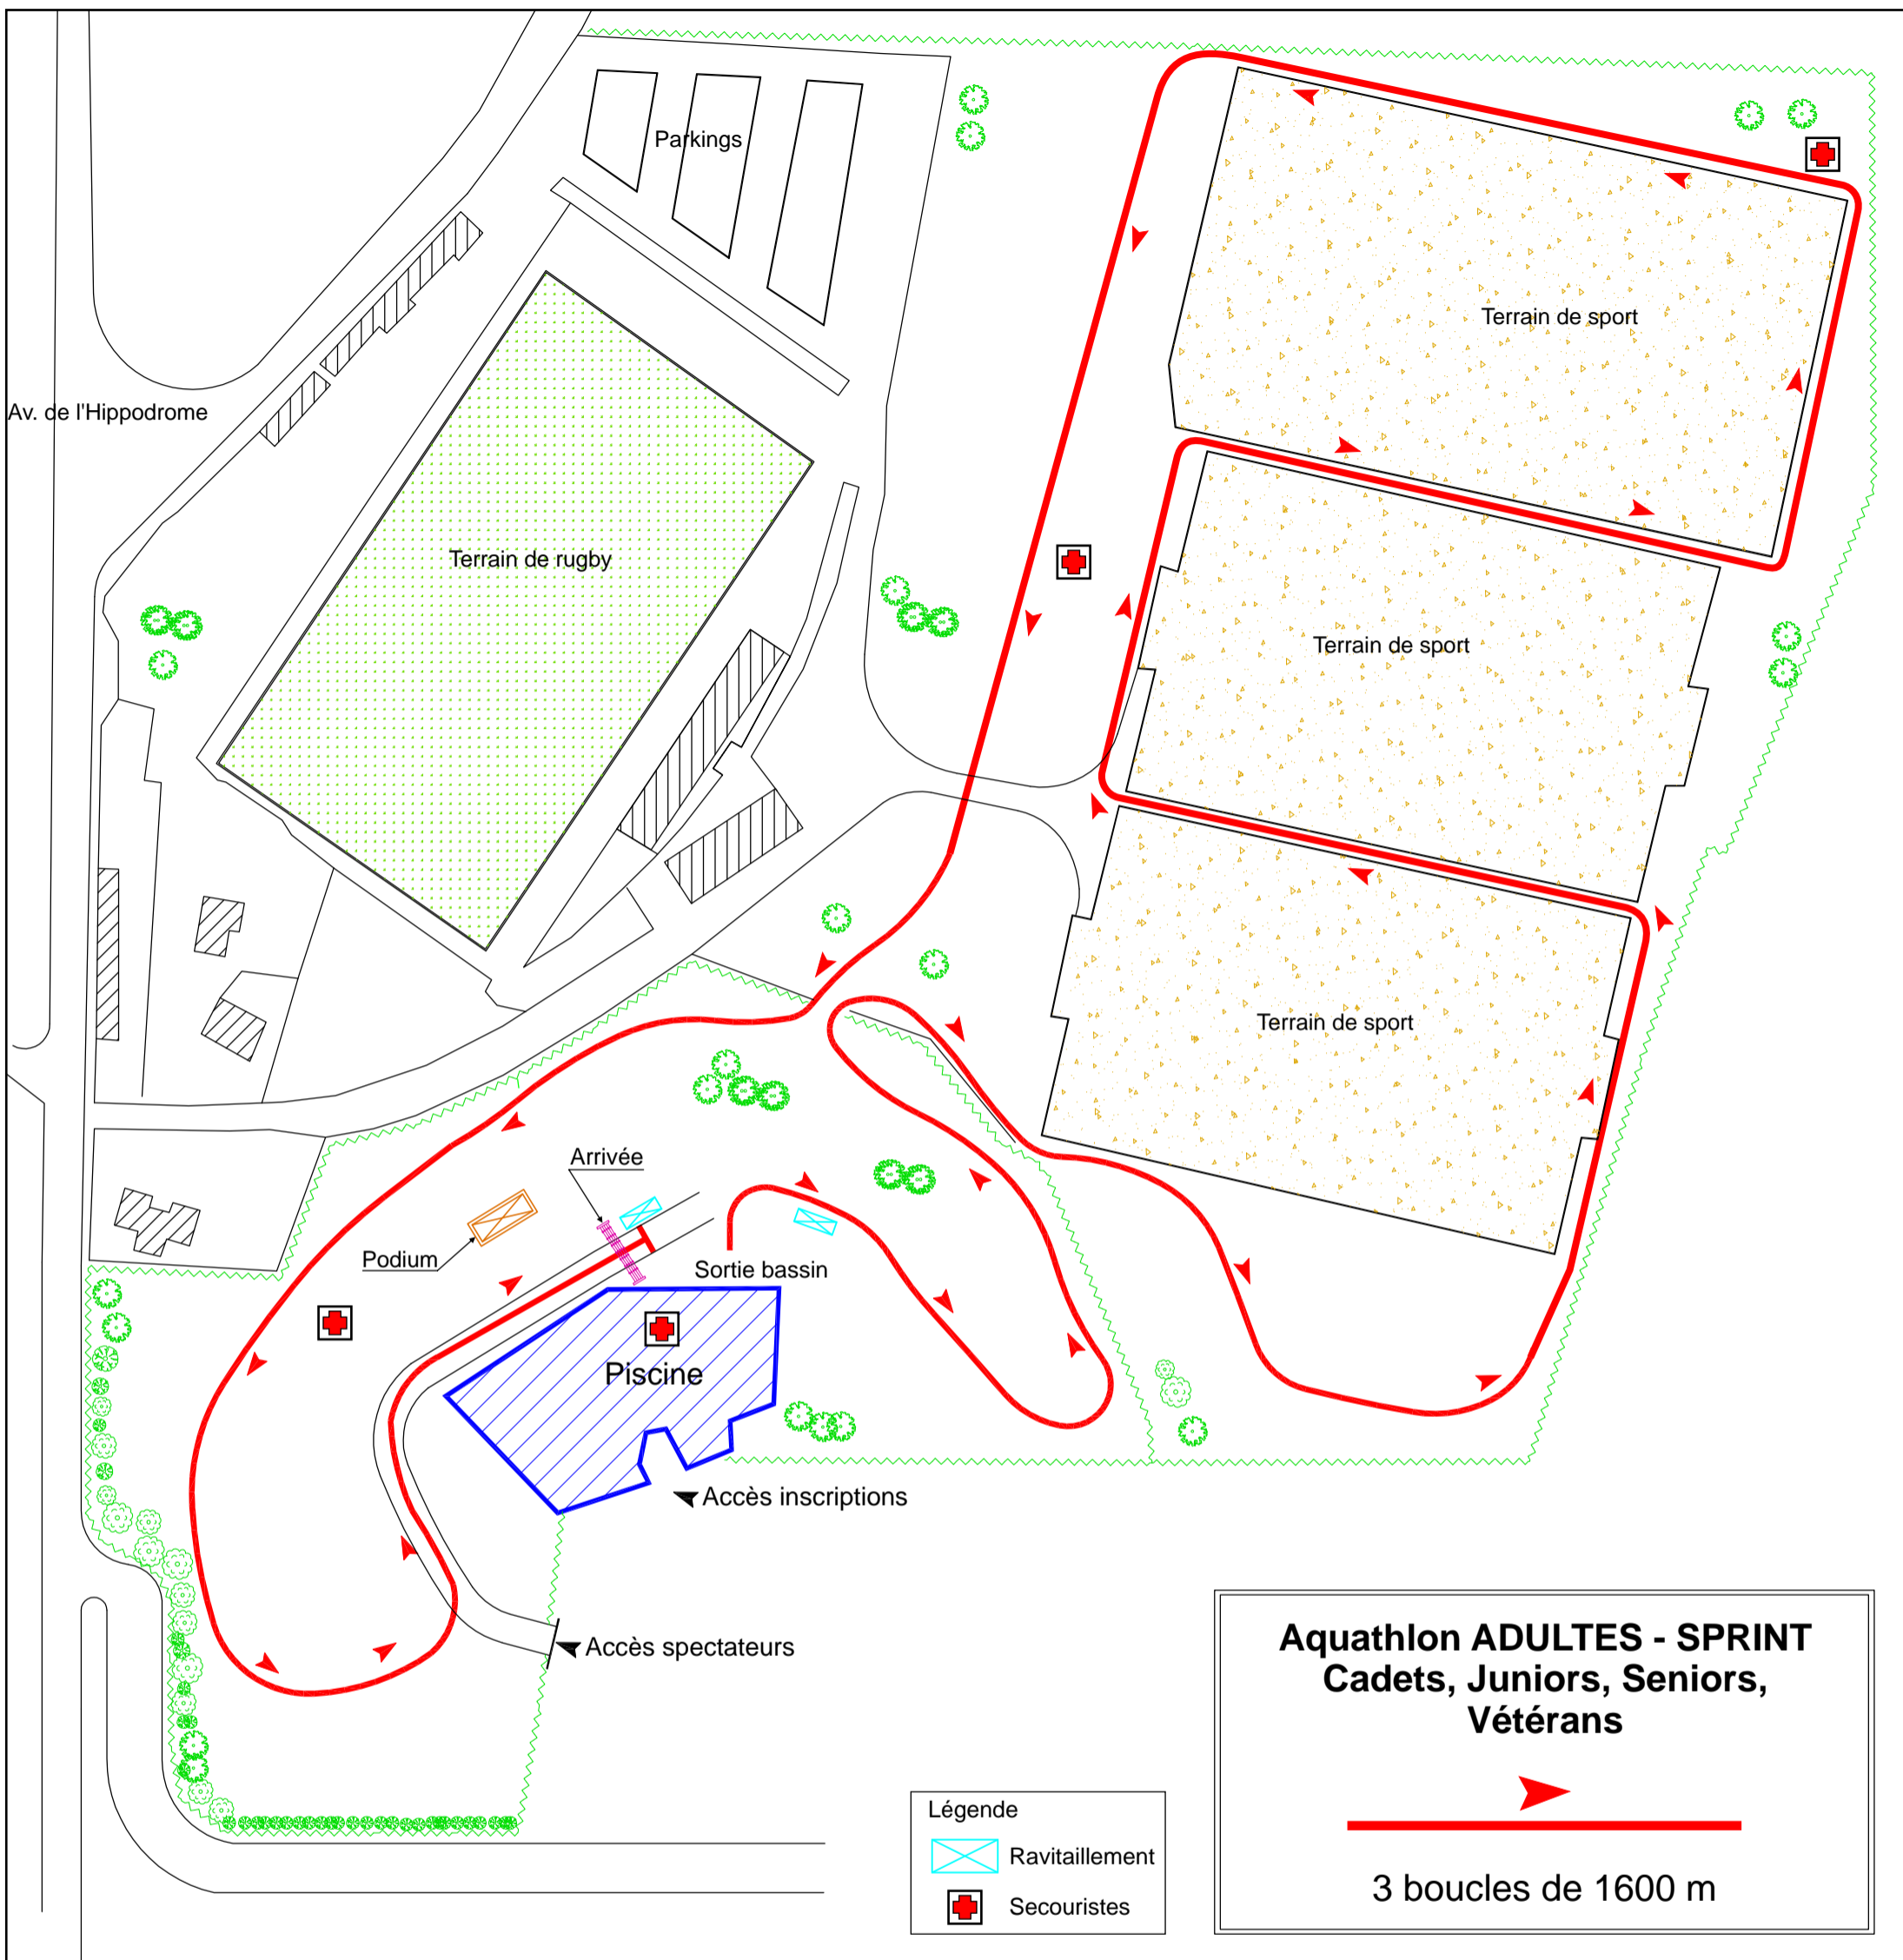 Parkings
Terrain de sport
Av. de l'Hippodrome
Terrain de rugby
Terrain de sport
Terrain de sport
Arrivée
Podium
Sortie bassin
Piscine
Accès inscriptions
Accès spectateurs
Aquathlon ADULTES - SPRINT
Cadets, Juniors, Seniors,
Vétérans
3 boucles de 1600 m
Légende
Ravitaillement
Secouristes